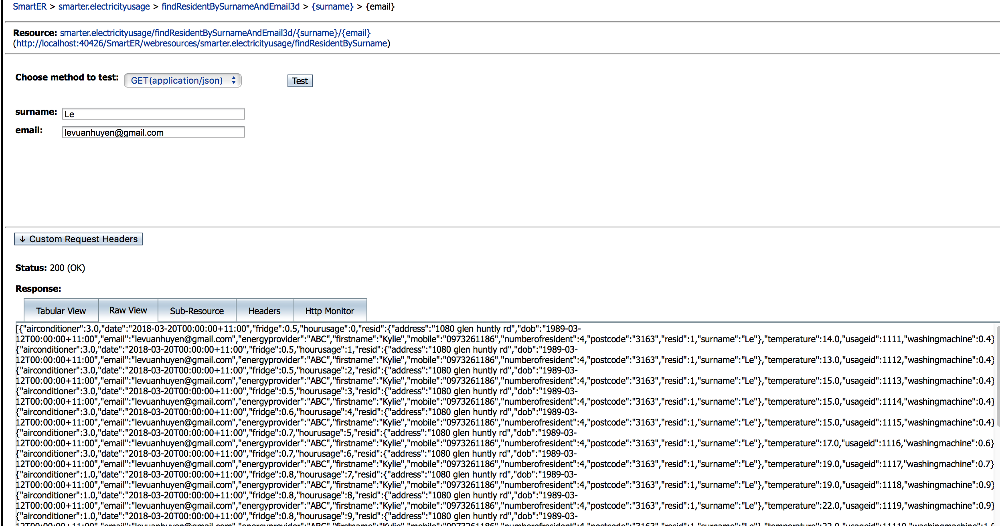 SmartER > smarter.electricityusage > findResidentBySurnameAndEmail3d > {surname} > {email}
Resource: smarter.electricityusage/findResidentBySurnameAndEmail3d/{surname}/{email}
(http://localhost:40426/SmartER/webresources/smarter.electricityusage/findResidentBySurname)
Choose method to test: GET(application/json) Test
surname: Le
email: levuanhuyen@gmail.com
↓ Custom Request Headers
Status: 200 (OK)
Response:
Tabular View Raw View Sub-Resource Headers Http Monitor
[{"airconditioner":3.0,"date":"2018-03-20T00:00:00+11:00","fridge":0.5,"hourusage":0,"resid":{"address":"1080 glen huntly rd","dob":"1989-03-
12T00:00:00+11:00","email":"levuanhuyen@gmail.com","energyprovider":"ABC","firstname":"Kylie","mobile":"0973261186","numberofresident":4,"postcode":"3163","resid":1,"surname":"Le"},"temperature":14.0,"usageid":1111,"washingmachine":0.4}
{"airconditioner":3.0,"date":"2018-03-20T00:00:00+11:00","fridge":0.5,"hourusage":1,"resid":{"address":"1080 glen huntly rd","dob":"1989-03-
12T00:00:00+11:00","email":"levuanhuyen@gmail.com","energyprovider":"ABC","firstname":"Kylie","mobile":"0973261186","numberofresident":4,"postcode":"3163","resid":1,"surname":"Le"},"temperature":13.0,"usageid":1112,"washingmachine":0.4}
{"airconditioner":3.0,"date":"2018-03-20T00:00:00+11:00","fridge":0.5,"hourusage":2,"resid":{"address":"1080 glen huntly rd","dob":"1989-03-
12T00:00:00+11:00","email":"levuanhuyen@gmail.com","energyprovider":"ABC","firstname":"Kylie","mobile":"0973261186","numberofresident":4,"postcode":"3163","resid":1,"surname":"Le"},"temperature":15.0,"usageid":1113,"washingmachine":0.4}
{"airconditioner":3.0,"date":"2018-03-20T00:00:00+11:00","fridge":0.5,"hourusage":3,"resid":{"address":"1080 glen huntly rd","dob":"1989-03-
12T00:00:00+11:00","email":"levuanhuyen@gmail.com","energyprovider":"ABC","firstname":"Kylie","mobile":"0973261186","numberofresident":4,"postcode":"3163","resid":1,"surname":"Le"},"temperature":15.0,"usageid":1114,"washingmachine":0.4}
{"airconditioner":3.0,"date":"2018-03-20T00:00:00+11:00","fridge":0.6,"hourusage":4,"resid":{"address":"1080 glen huntly rd","dob":"1989-03-
12T00:00:00+11:00","email":"levuanhuyen@gmail.com","energyprovider":"ABC","firstname":"Kylie","mobile":"0973261186","numberofresident":4,"postcode":"3163","resid":1,"surname":"Le"},"temperature":15.0,"usageid":1115,"washingmachine":0.4}
{"airconditioner":3.0,"date":"2018-03-20T00:00:00+11:00","fridge":0.7,"hourusage":5,"resid":{"address":"1080 glen huntly rd","dob":"1989-03-
12T00:00:00+11:00","email":"levuanhuyen@gmail.com","energyprovider":"ABC","firstname":"Kylie","mobile":"0973261186","numberofresident":4,"postcode":"3163","resid":1,"surname":"Le"},"temperature":17.0,"usageid":1116,"washingmachine":0.6}
{"airconditioner":3.0,"date":"2018-03-20T00:00:00+11:00","fridge":0.7,"hourusage":6,"resid":{"address":"1080 glen huntly rd","dob":"1989-03-
12T00:00:00+11:00","email":"levuanhuyen@gmail.com","energyprovider":"ABC","firstname":"Kylie","mobile":"0973261186","numberofresident":4,"postcode":"3163","resid":1,"surname":"Le"},"temperature":19.0,"usageid":1117,"washingmachine":0.7}
{"airconditioner":1.0,"date":"2018-03-20T00:00:00+11:00","fridge":0.8,"hourusage":7,"resid":{"address":"1080 glen huntly rd","dob":"1989-03-
12T00:00:00+11:00","email":"levuanhuyen@gmail.com","energyprovider":"ABC","firstname":"Kylie","mobile":"0973261186","numberofresident":4,"postcode":"3163","resid":1,"surname":"Le"},"temperature":19.0,"usageid":1118,"washingmachine":0.9}
{"airconditioner":1.0,"date":"2018-03-20T00:00:00+11:00","fridge":0.8,"hourusage":8,"resid":{"address":"1080 glen huntly rd","dob":"1989-03-
12T00:00:00+11:00","email":"levuanhuyen@gmail.com","energyprovider":"ABC","firstname":"Kylie","mobile":"0973261186","numberofresident":4,"postcode":"3163","resid":1,"surname":"Le"},"temperature":22.0,"usageid":1119,"washingmachine":0.9}
{"airconditioner":1.0,"date":"2018-03-20T00:00:00+11:00","fridge":0.8,"hourusage":9,"resid":{"address":"1080 glen huntly rd","dob":"1989-03-